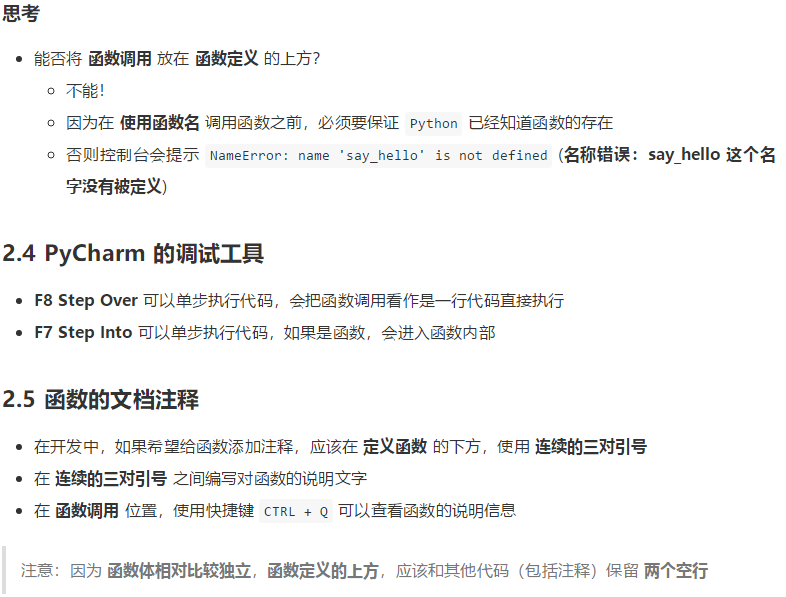 思考
能否将 函数调用 放在 函数定义 的上方？
不能！
因为在 使用函数名 调用函数之前，必须要保证 Python 已经知道函数的存在
否则控制台会提示 NameError: name 'say_hello' is not defined (名称错误：say_hello 这个名
字没有被定义)
2.4 PyCharm 的调试工具
F8 Step Over 可以单步执行代码，会把函数调用看作是一行代码直接执行
F7 Step Into 可以单步执行代码，如果是函数，会进入函数内部
2.5 函数的文档注释
在开发中，如果希望给函数添加注释，应该在 定义函数 的下方，使用 连续的三对引号
在 连续的三对引号 之间编写对函数的说明文字
在 函数调用 位置，使用快捷键 CTRL + Q 可以查看函数的说明信息
注意：因为 函数体相对比较独立，函数定义的上方，应该和其他代码（包括注释）保留 两个空行